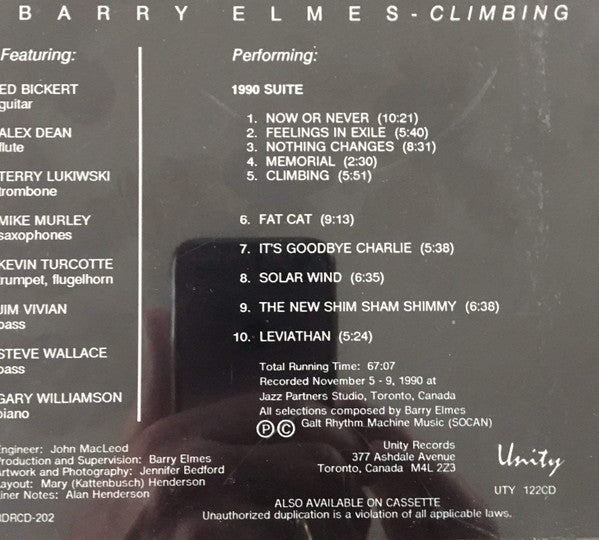 BARRY ELMES - CLIMBING
Featuring:
ED BICKERT
guitar
ALEX DEAN
flute
TERRY LUKIWSKI
trombone
MIKE MURLEY
saxophones
KEVIN TURCOTTE
trumpet, flugelhorn
JIM VIVIAN
bass
STEVE WALLACE
bass
GARY WILLIAMSON
piano
Performing:
1990 SUITE
1. NOW OR NEVER (10:21)
2. FEELINGS IN EXILE (5:40)
3. NOTHING CHANGES (8:31)
4. MEMORIAL (2:30)
5. CLIMBING (5:51)
6. FAT CAT (9:13)
7. IT'S GOODBYE CHARLIE (5:38)
8. SOLAR WIND (6:35)
9. THE NEW SHIM SHAM SHIMMY (6:38)
10. LEVIATHAN (5:24)
Total Running Time: 67:07
Recorded November 5 - 9, 1990 at
Jazz Partners Studio, Toronto, Canada
All selections composed by Barry Elmes
Ⓟ © Galt Rhythm Machine Music (SOCAN)
Engineer: John MacLeod
Production and Supervision: Barry Elmes
Artwork and Photography: Jennifer Bedford
Layout: Mary (Kattenbusch) Henderson
Liner Notes: Alan Henderson
DRCD-202
Unity Records
377 Ashdale Avenue
Toronto, Canada M4L 2Z3
Unity
UTY 122CD
ALSO AVAILABLE ON CASSETTE
Unauthorized duplication is a violation of all applicable laws.